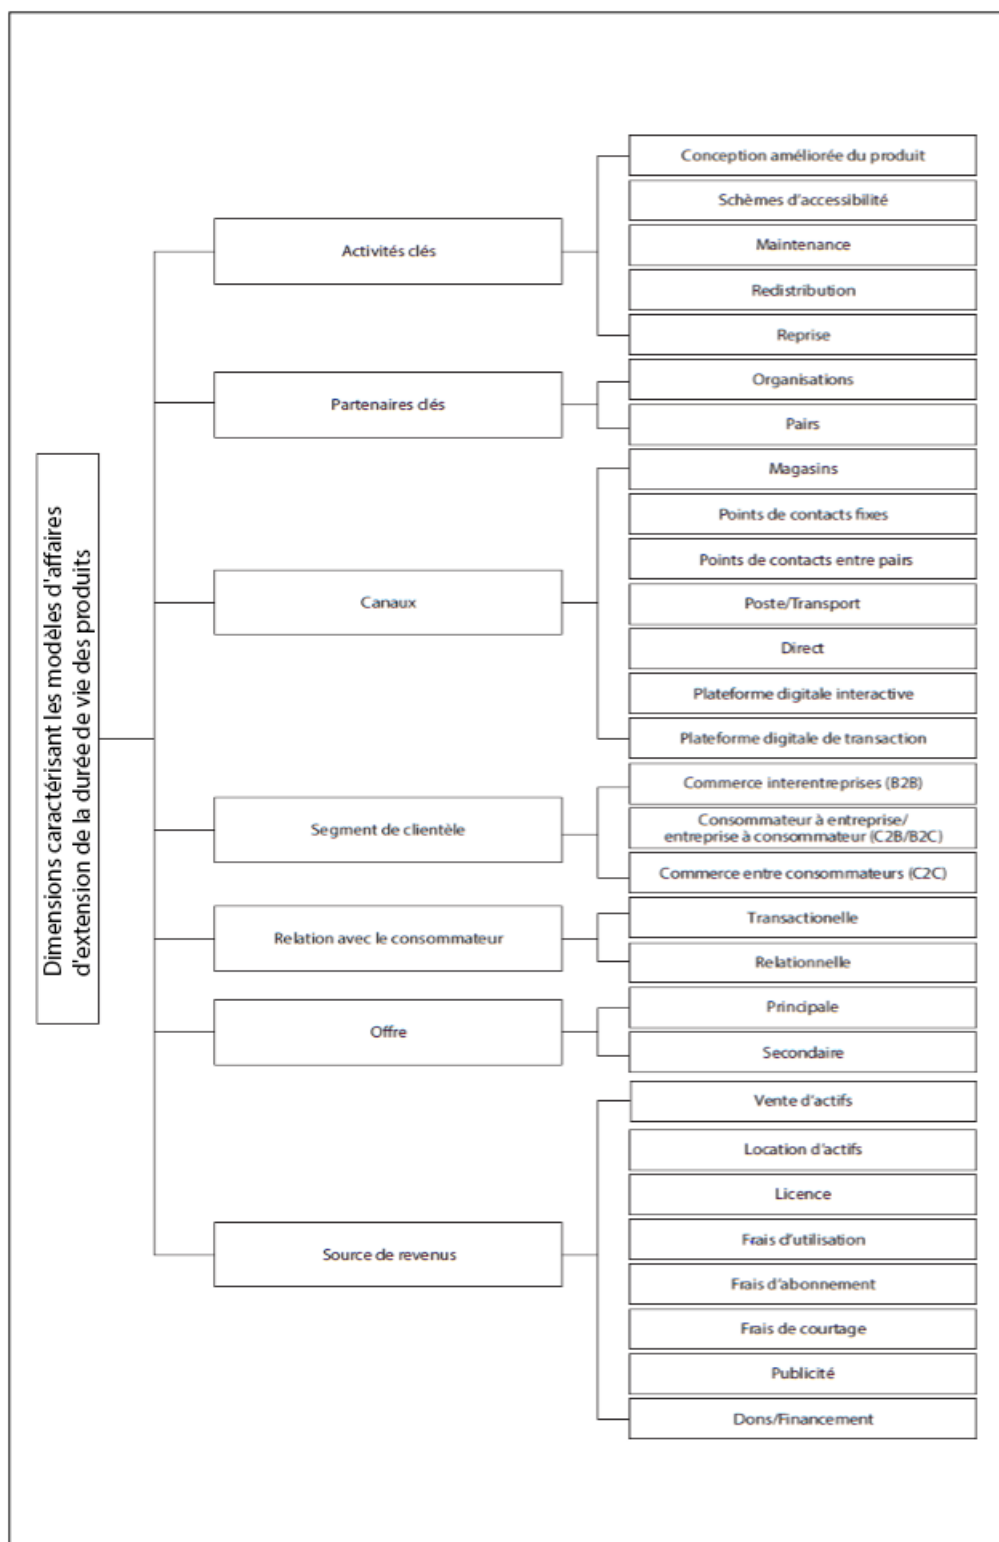 Dimensions caractérisant les modèles d'affaires
d'extension de la durée de vie des produits
Activités clés
Conception améliorée du produit
Schèmes d'accessibilité
Maintenance
Redistribution
Reprise
Partenaires clés
Organisations
Pairs
Canaux
Magasins
Points de contacts fixes
Points de contacts entre pairs
Poste/Transport
Direct
Plateforme digitale interactive
Plateforme digitale de transaction
Segment de clientèle
Commerce interentreprises (B2B)
Consommateur à entreprise/
entreprise à consommateur (C2B/B2C)
Commerce entre consommateurs (C2C)
Relation avec le consommateur
Transactionelle
Relationnelle
Offre
Principale
Secondaire
Source de revenus
Vente d'actifs
Location d'actifs
Licence
Frais d'utilisation
Frais d'abonnement
Frais de courtage
Publicité
Dons/Financement